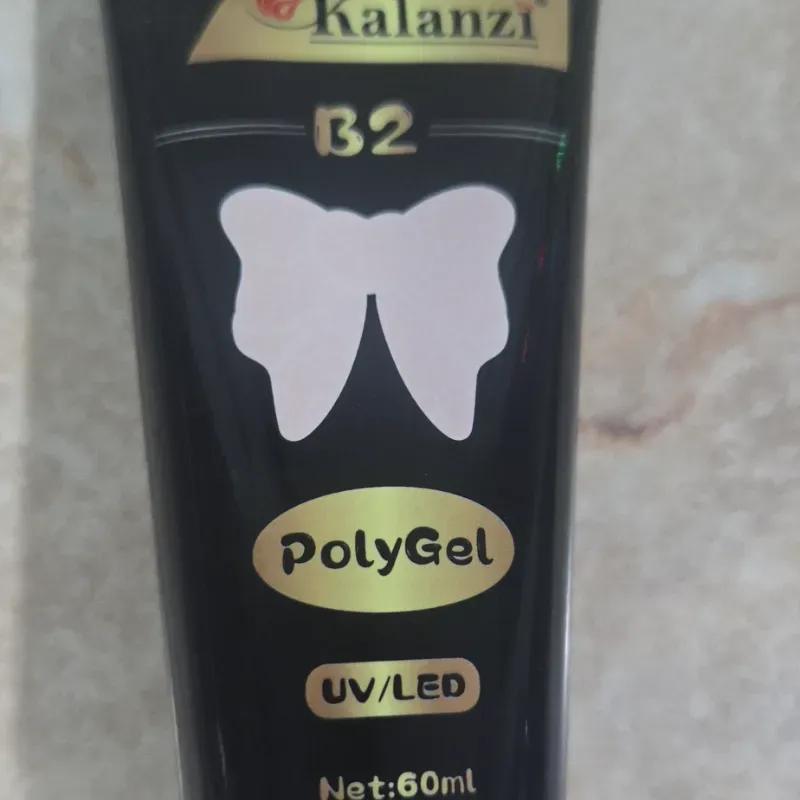 Kalanzi
B2
PolyGel
UV/LED
Net:60ml